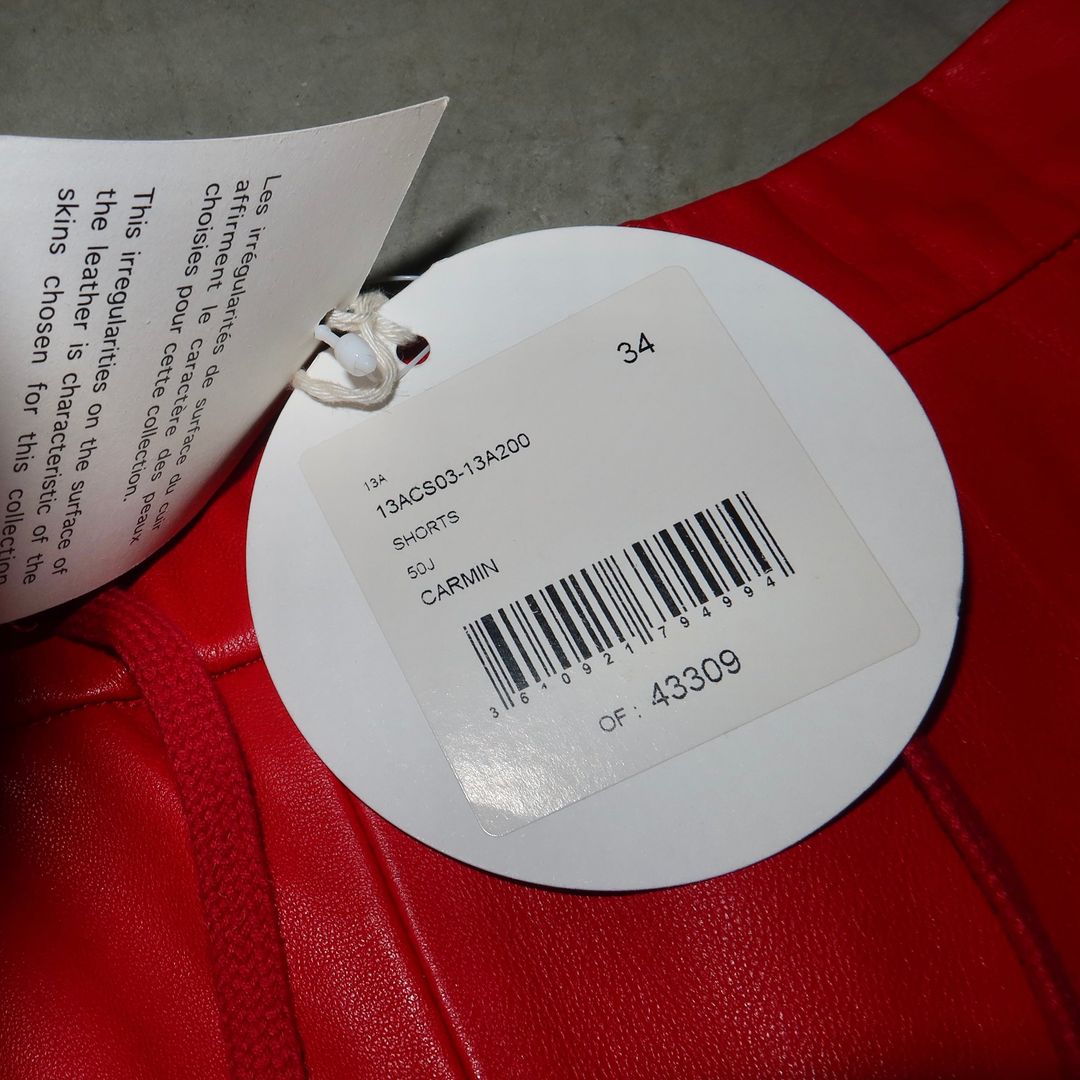 Les irrégularités de surface du cuir
affirment le caractère des peaux
choisies pour cette collection.
This irregularities on the surface of
the leather is characteristic of the
skins chosen for this collection
34
13A
13ACS03-13A200
SHORTS
50J
CARMIN
3610921794994
OF : 43309